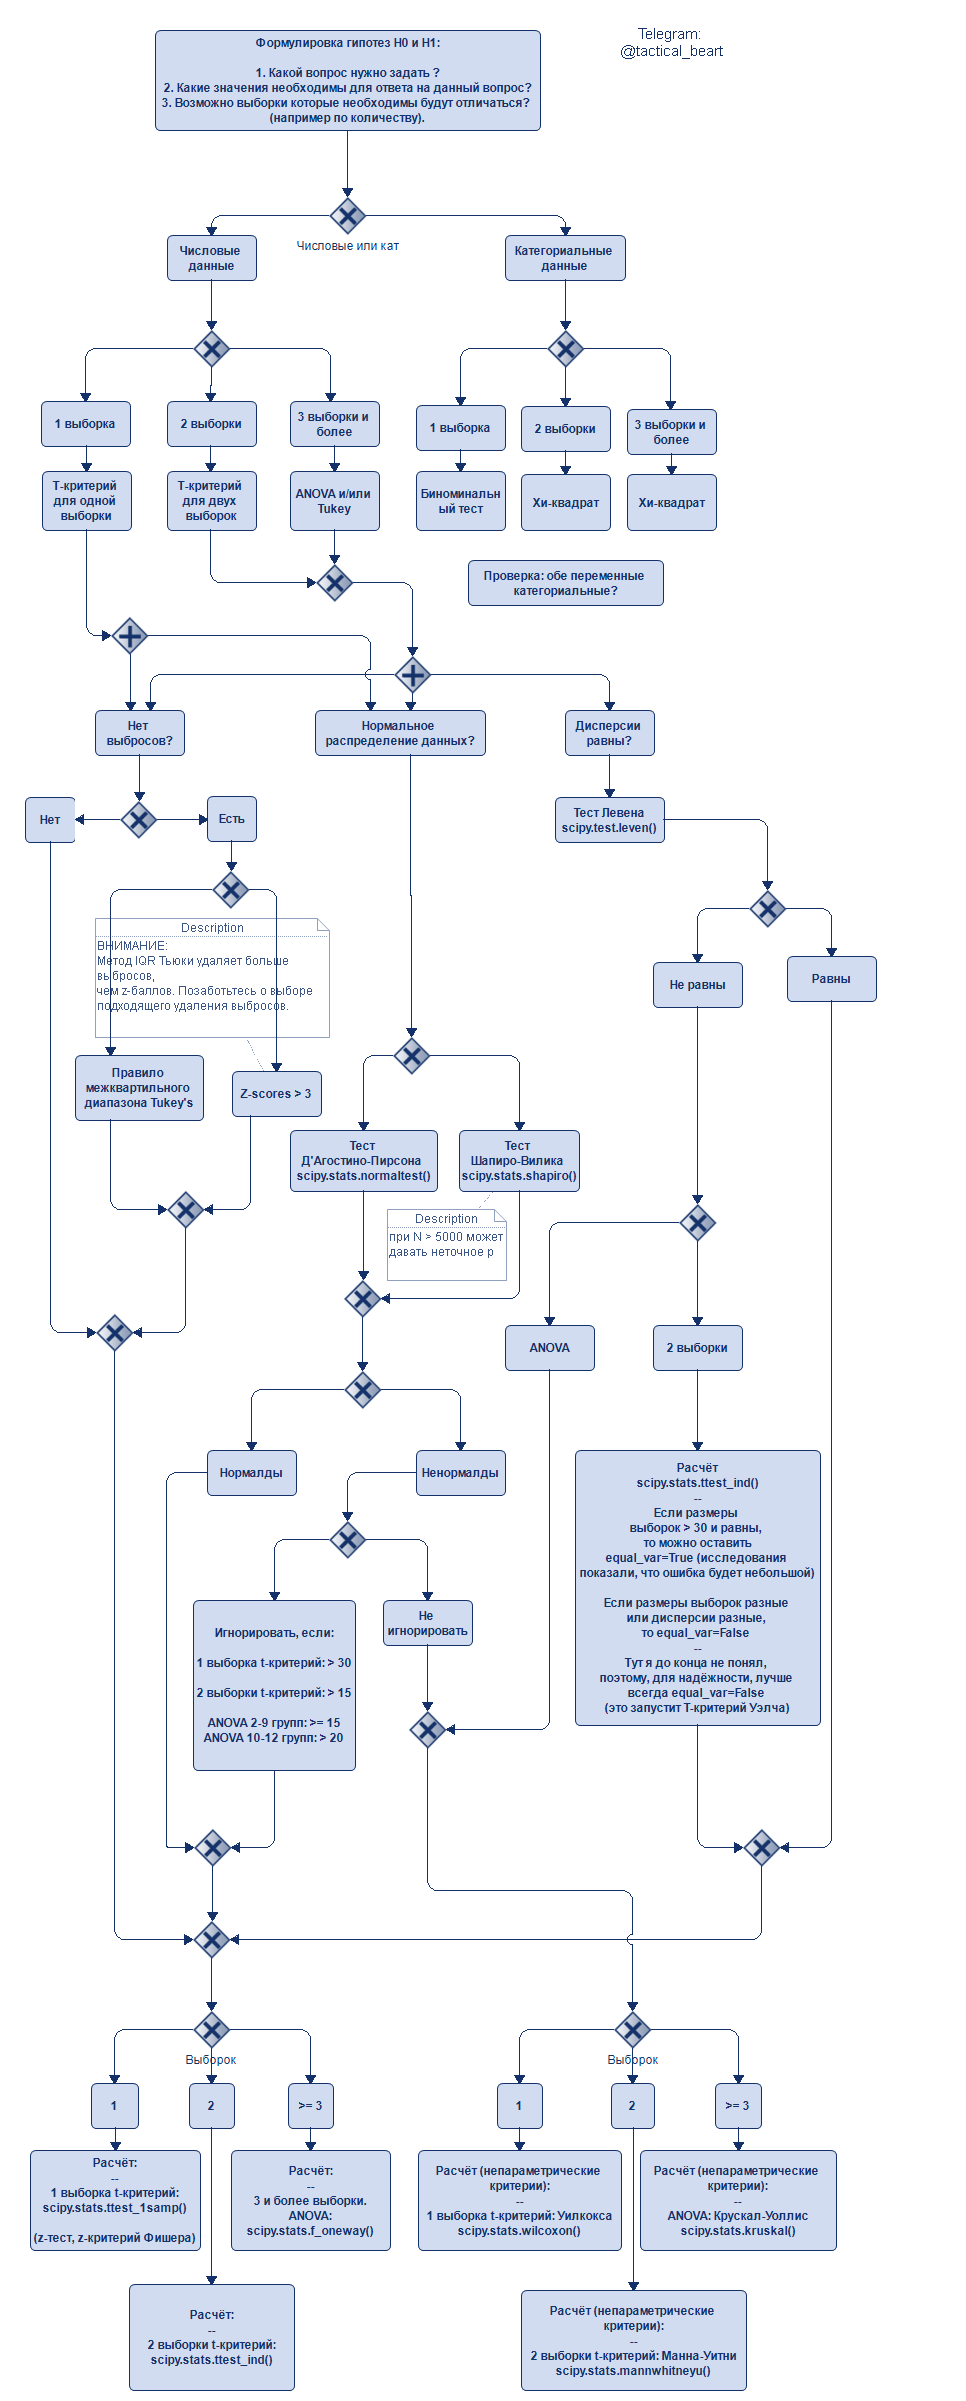 Telegram:
@tactical_beart
Формулировка гипотез H0 и H1:
1. Какой вопрос нужно задать ?
2. Какие значения необходимы для ответа на данный вопрос?
3. Возможно выборки которые необходимы будут отличаться?
(например по количеству).
Числовые или кат
Числовые
данные
Категориальные
данные
1 выборка
2 выборки
3 выборки и
более
1 выборка
2 выборки
3 выборки и
более
Т-критерий
для одной
выборки
Т-критерий
для двух
выборок
ANOVA и/или
Tukey
Биноминальн
ый тест
Хи-квадрат
Хи-квадрат
Проверка: обе переменные
категориальные?
Нет
выбросов?
Нормальное
распределение данных?
Дисперсии
равны?
Нет
Есть
Тест Левена
scipy.test.leven()
Description
ВНИМАНИЕ:
Метод IQR Тьюки удаляет больше
выбросов,
чем z-баллов. Позаботьтесь о выборе
подходящего удаления выбросов.
Не равны
Равны
Правило
межквартильного
диапазона Tukey's
Z-scores > 3
Тест
Д'Агостино-Пирсона
scipy.stats.normaltest()
Тест
Шапиро-Вилика
scipy.stats.shapiro()
Description
при N > 5000 может
давать неточное p
ANOVA
2 выборки
Нормалды
Ненормалды
Расчёт
scipy.stats.ttest_ind()
--
Если размеры
выборок > 30 и равны,
то можно оставить
equal_var=True (исследования
показали, что ошибка будет небольшой)
Если размеры выборок разные
или дисперсии разные,
то equal_var=False
--
Тут я до конца не понял,
поэтому, для надёжности, лучше
всегда equal_var=False
(это запустит Т-критерий Уэлча)
Игнорировать, если:
1 выборка t-критерий: > 30
2 выборки t-критерий: > 15
ANOVA 2-9 групп: >= 15
ANOVA 10-12 групп: > 20
Не
игнорировать
Выборок
Выборок
1
2
>= 3
1
2
>= 3
Расчёт:
--
1 выборка t-критерий:
scipy.stats.ttest_1samp()
(z-тест, z-критерий Фишера)
Расчёт:
--
3 и более выборки.
ANOVA:
scipy.stats.f_oneway()
Расчёт (непараметрические
критерии):
--
1 выборка t-критерий: Уилкокса
scipy.stats.wilcoxon()
Расчёт (непараметрические
критерии):
--
ANOVA: Крускал-Уоллис
scipy.stats.kruskal()
Расчёт:
--
2 выборки t-критерий:
scipy.stats.ttest_ind()
Расчёт (непараметрические
критерии):
--
2 выборки t-критерий: Манна-Уитни
scipy.stats.mannwhitneyu()